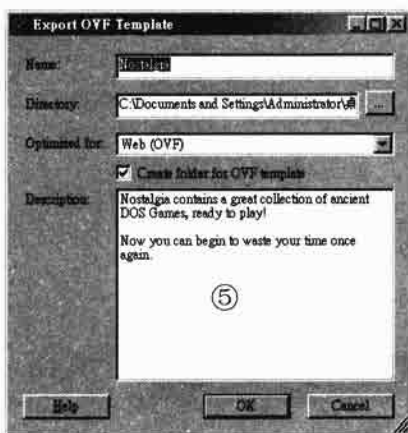 Export OVF Template
Name: Nostalgia
Directory: C:\Documents and Settings\Administrator\桌 ...
Optimized for: Web (OVF)
Create folder for OVF template
Description: Nostalgia contains a great collection of ancient
DOS Games, ready to play!
Now you can begin to waste your time once
again.
⑤
Help OK Cancel